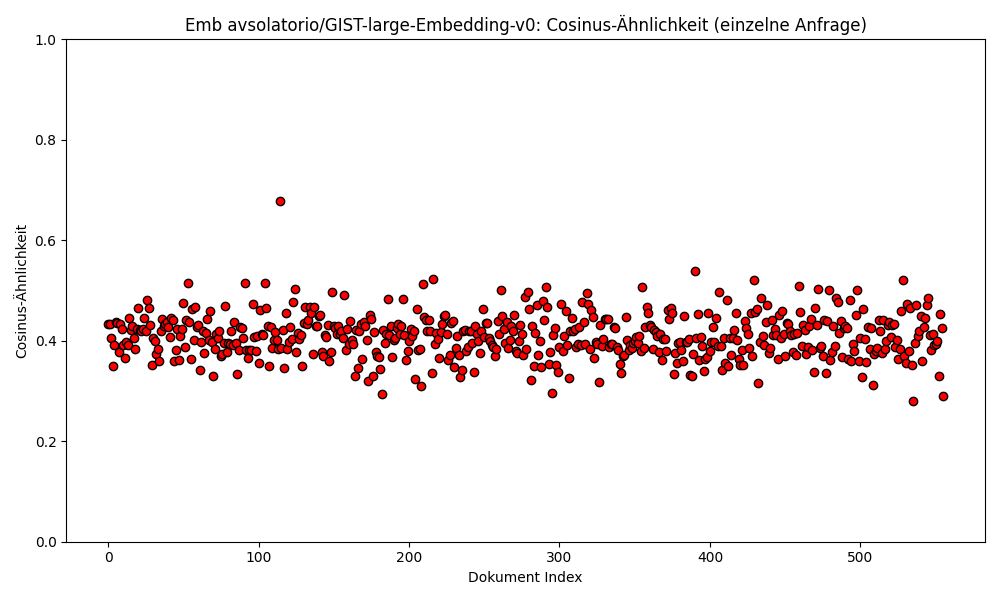 Emb avsolatorio/GIST-large-Embedding-v0: Cosinus-Ähnlichkeit (einzelne Anfrage)
1.0
0.8
0.6
0.4
0.2
0.0
Cosinus-Ähnlichkeit
0 100 200 300 400 500
Dokument Index